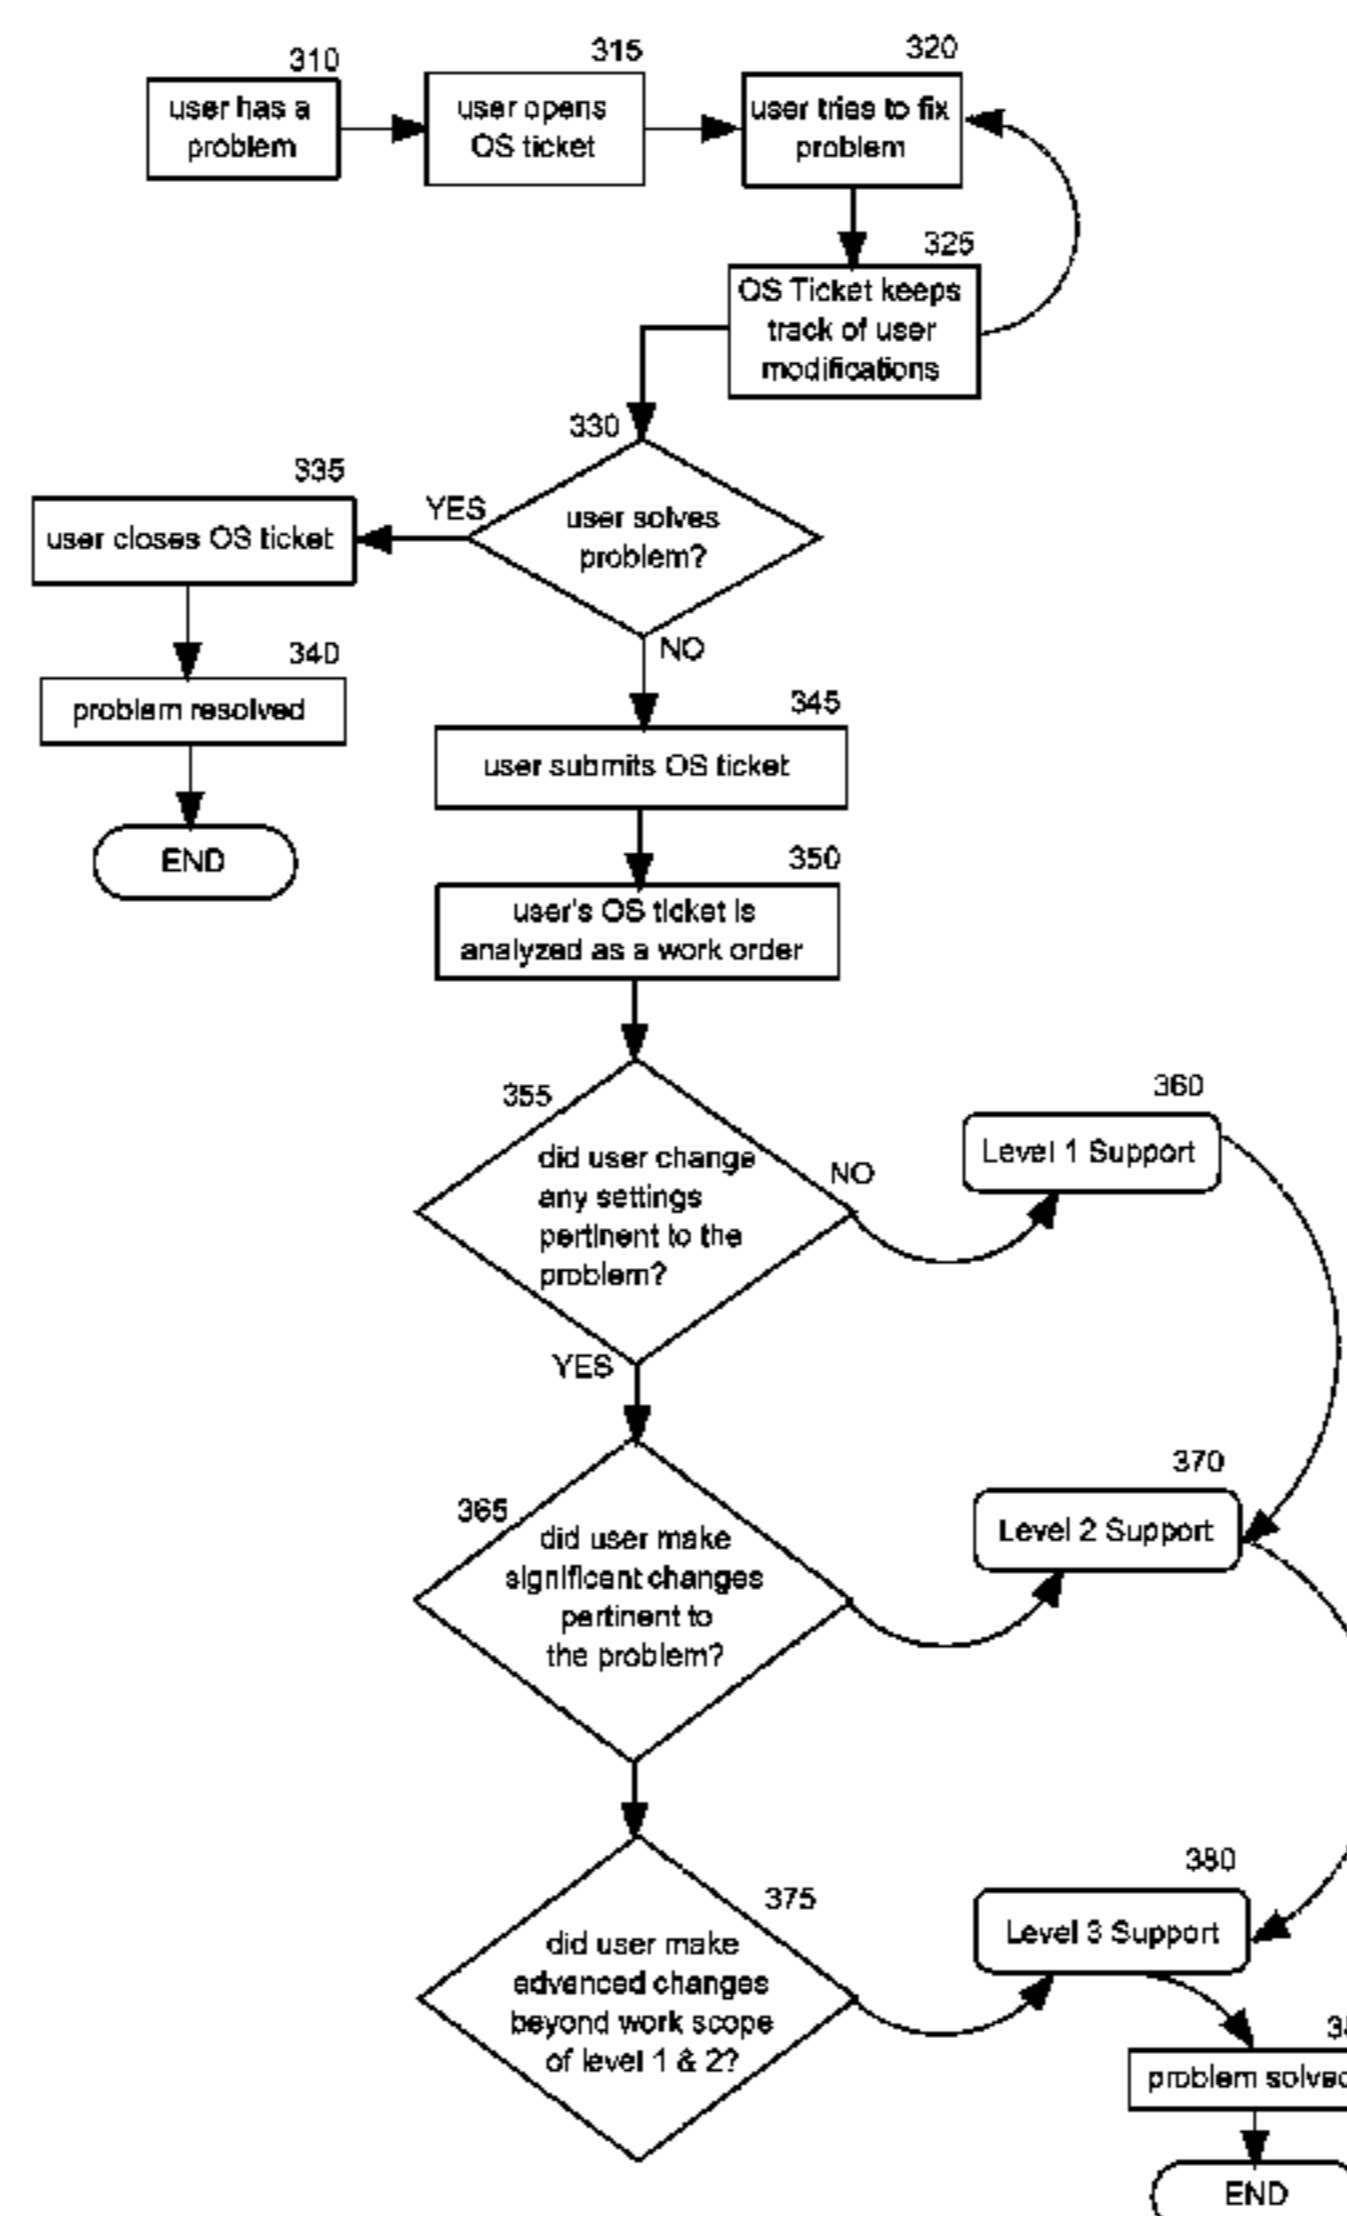 310
user has a
problem
315
user opens
OS ticket
320
user tries to fix
problem
325
OS Ticket keeps
track of user
modifications
330
user solves
problem?
YES
NO
335
user closes OS ticket
340
problem resolved
END
345
user submits OS ticket
350
user's OS ticket is
analyzed as a work order
355
did user change
any settings
pertinent to the
problem?
NO
YES
360
Level 1 Support
365
did user make
significant changes
pertinent to
the problem?
370
Level 2 Support
375
did user make
advanced changes
beyond work scope
of level 1 & 2?
380
Level 3 Support
problem solved
END